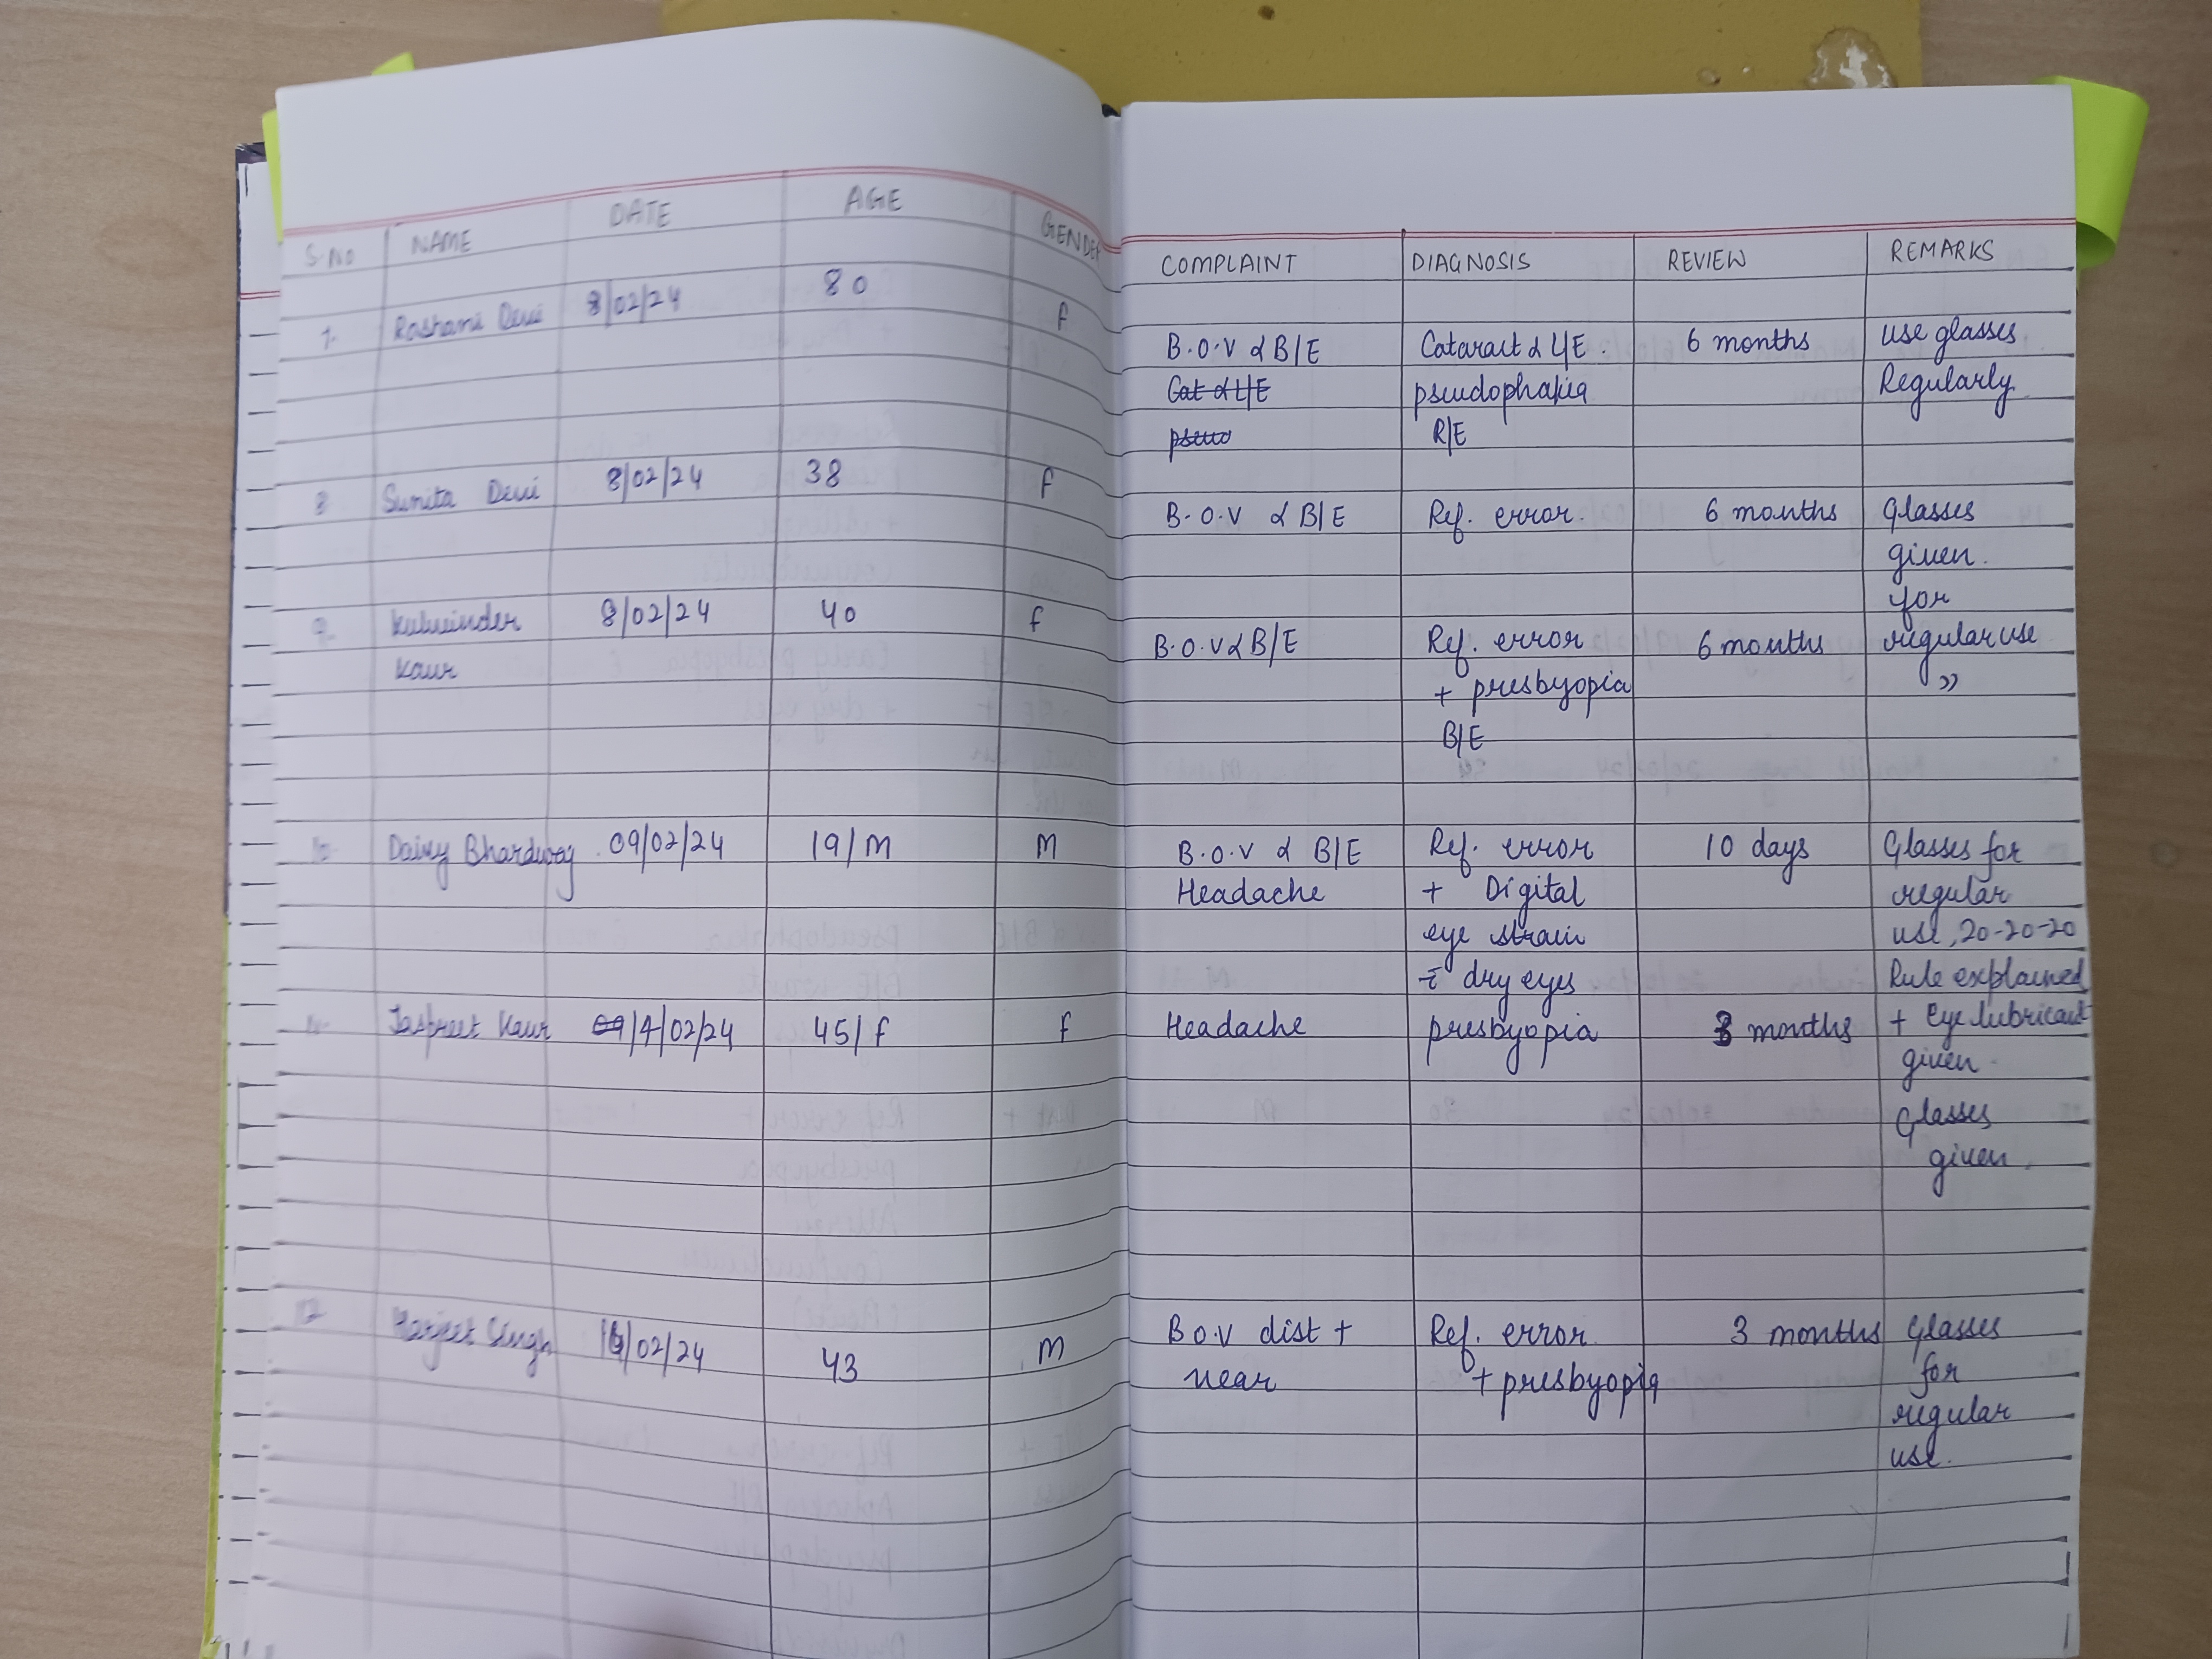 S.NO NAME DATE AGE GENDER COMPLAINT DIAGNOSIS REVIEW REMARKS
7. Roshani Devi 8/02/24 80 f B.O.V α B/E Cataract α L/E. 6 months use glasses
Cat α L/E pseudophakia Regularly.
pseuo R/E
8 Sunita Devi 8/02/24 38 f B.O.V α B/E Ref. error. 6 months Glasses
given.
for
9. Kulwinder 8/02/24 40 f B.O.V α B/E Ref. error 6 months regular use
Kaur + presbyopia "
B/E
10 Bhardwaj 09/02/24 19/M M B.O.V α B/E Ref. error 10 days Glasses for
Headache + Digital regular
eye strain use, 20-20-20
c̄ dry eyes Rule explained
11 Jaspreet Kaur /02/24 45/f f Headache presbyopia 3 months + Eye lubricant
given.
Glasses
given.
12 Harjeet Singh /02/24 43 M B.O.V dist + Ref. error 3 months Glasses
near + presbyopia for
regular
use.